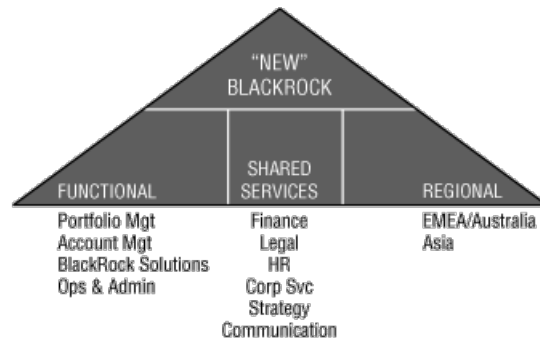 “NEW”
BLACKROCK
FUNCTIONAL
Portfolio Mgt
Account Mgt
BlackRock Solutions
Ops & Admin
SHARED
SERVICES
Finance
Legal
HR
Corp Svc
Strategy
Communication
REGIONAL
EMEA/Australia
Asia